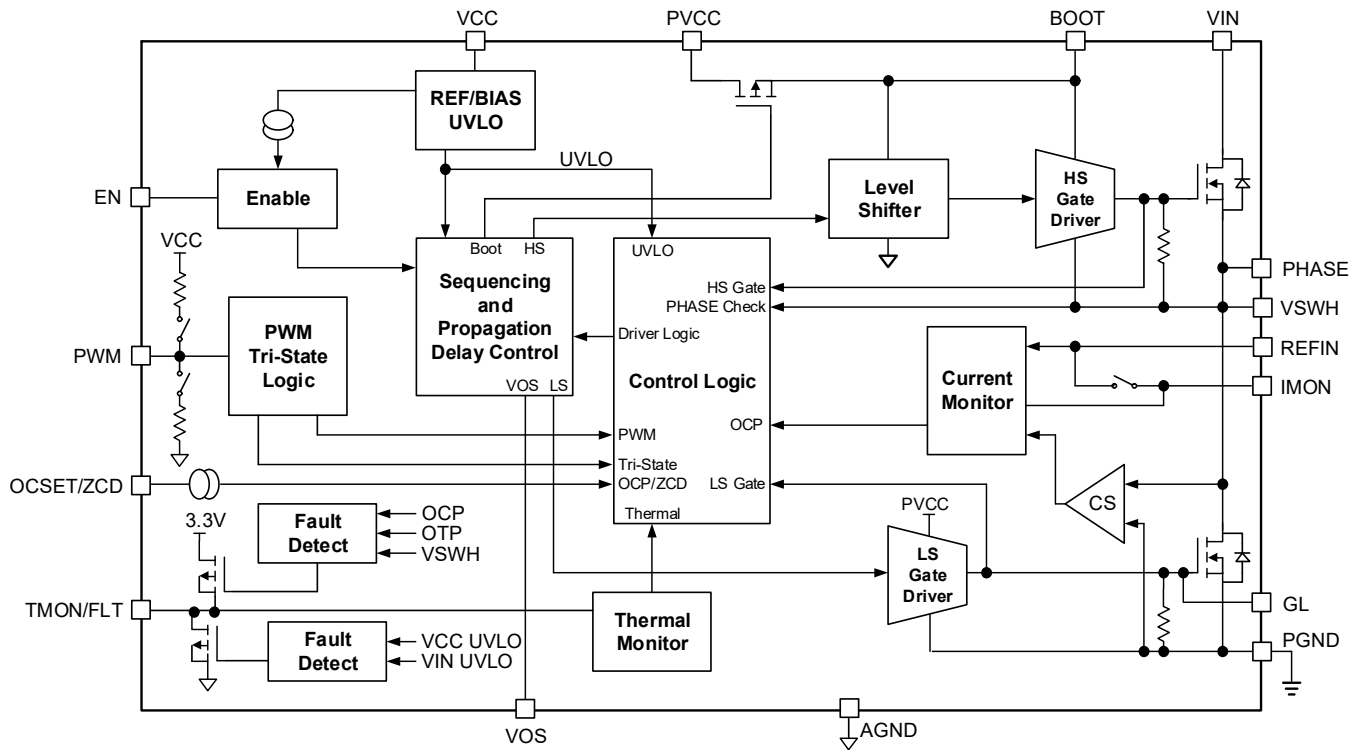 VCC
PVCC
BOOT
VIN
REF/BIAS
UVLO
UVLO
EN
Enable
Level
Shifter
HS
Gate
Driver
VCC
Boot
HS
Sequencing
and
Propagation
Delay Control
VOS
LS
UVLO
HS Gate
PHASE Check
Driver Logic
Control Logic
OCP
PWM
Tri-State
OCP/ZCD
LS Gate
Thermal
PHASE
VSWH
REFIN
IMON
PWM
PWM
Tri-State
Logic
Current
Monitor
OCSET/ZCD
CS
3.3V
Fault
Detect
OCP
OTP
VSWH
PVCC
LS
Gate
Driver
TMON/FLT
Thermal
Monitor
GL
Fault
Detect
VCC UVLO
VIN UVLO
PGND
VOS
AGND